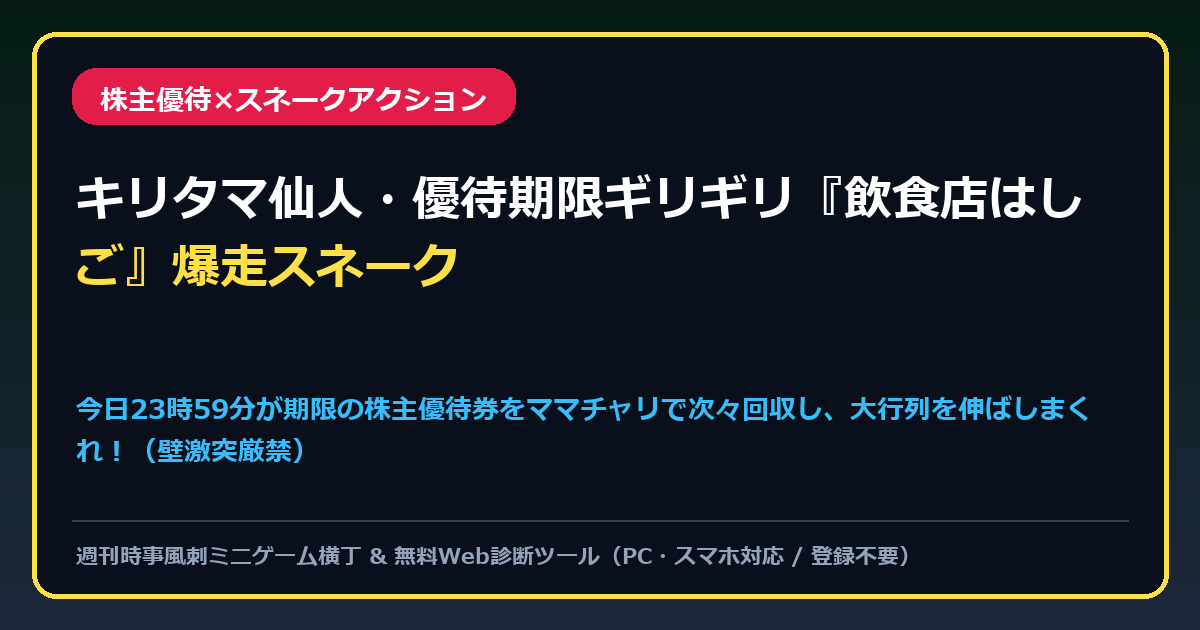 株主優待×スネークアクション
キリタマ仙人・優待期限ギリギリ『飲食店はし
ご』爆走スネーク
今日23時59分が期限の株主優待券をママチャリで次々回収し、大行列を伸ばしまく
れ！（壁激突厳禁）
週刊時事風刺ミニゲーム横丁 & 無料Web診断ツール（PC・スマホ対応 / 登録不要）